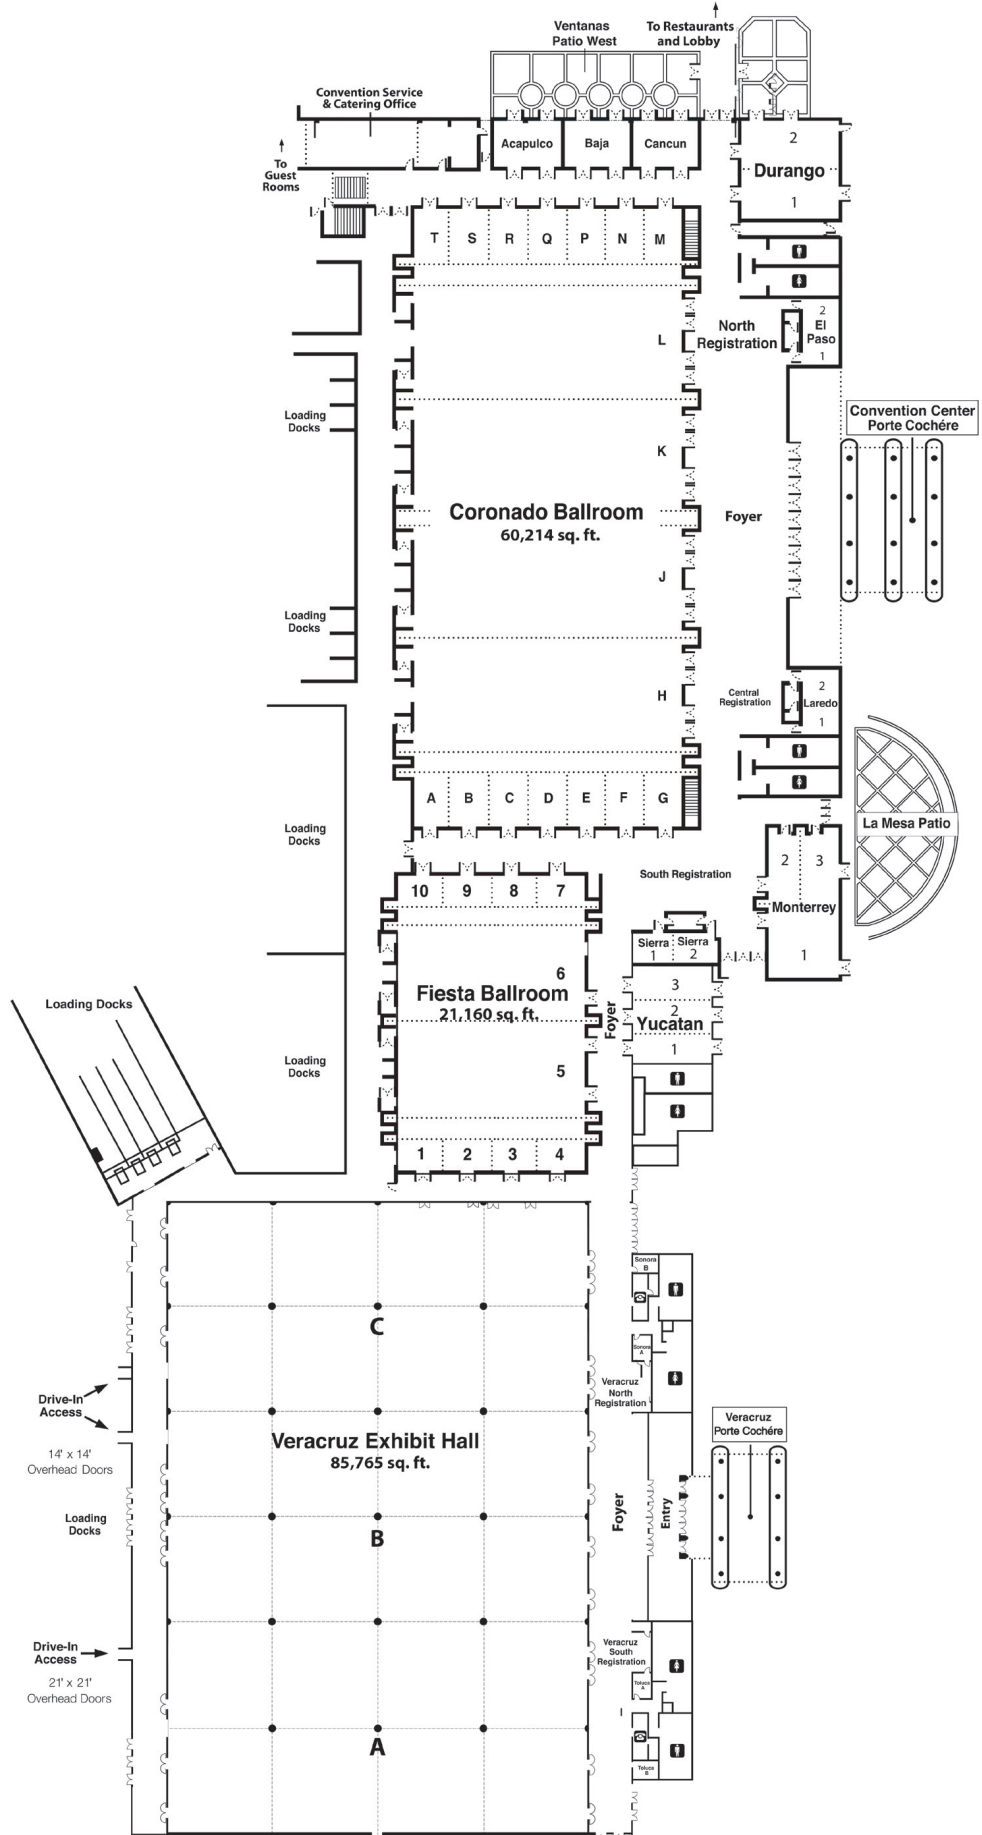 To Restaurants
and Lobby
Ventanas
Patio West
Convention Service
& Catering Office
To
Guest
Rooms
Acapulco
Baja
Cancun
2
Durango
1
T
S
R
Q
P
N
M
North
Registration
2
El
Paso
1
L
Loading
Docks
Convention Center
Porte Cochére
K
Coronado Ballroom
60,214 sq. ft.
Foyer
J
Loading
Docks
H
Central
Registration
2
Laredo
1
A
B
C
D
E
F
G
La Mesa Patio
Loading
Docks
South Registration
2
3
Monterrey
1
10
9
8
7
Sierra
1
Sierra
2
6
Fiesta Ballroom
21,160 sq. ft.
Foyer
3
2
Yucatan
1
Loading Docks
Loading
Docks
5
1
2
3
4
Sonora
B
C
Sonora
A
Veracruz
North
Registration
Drive-In
Access
14' x 14'
Overhead Doors
Veracruz Exhibit Hall
85,765 sq. ft.
Veracruz
Porte Cochére
Loading
Docks
B
Foyer
Entry
Drive-In
Access
21' x 21'
Overhead Doors
Veracruz
South
Registration
Toluca
A
A
Toluca
B